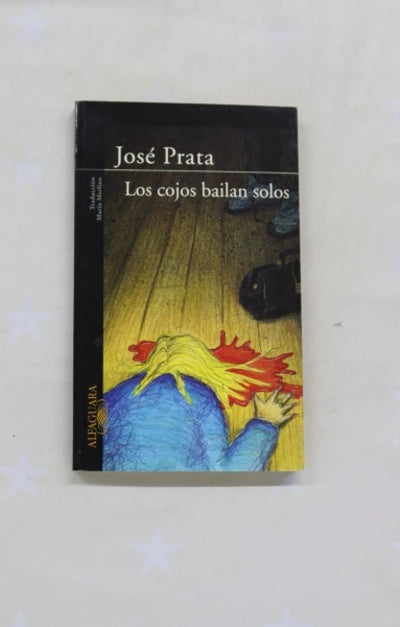 José Prata
Los cojos bailan solos
Traducción
Mario Merlino
ALFAGUARA